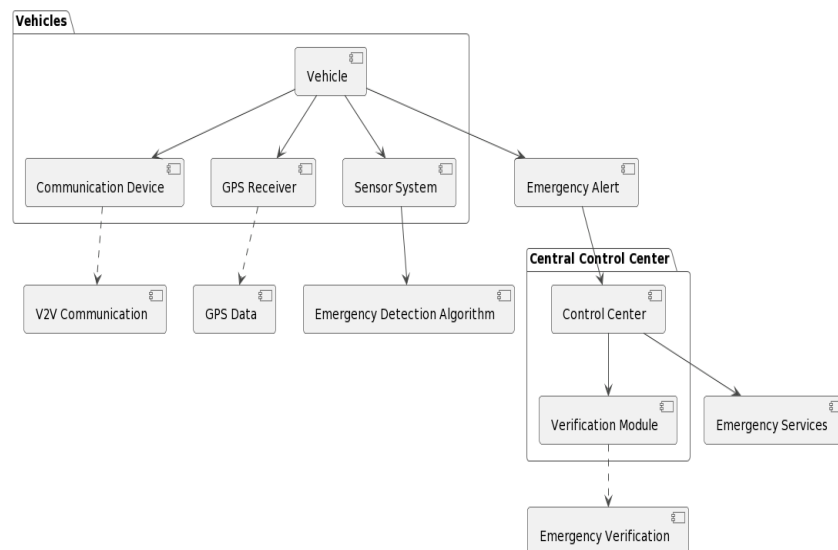 Vehicles
Vehicle
Communication Device
GPS Receiver
Sensor System
Emergency Alert
Central Control Center
V2V Communication
GPS Data
Emergency Detection Algorithm
Control Center
Verification Module
Emergency Services
Emergency Verification